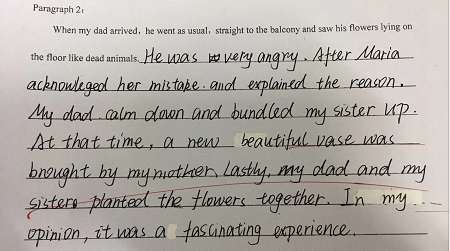 Paragraph 2:
When my dad arrived, he went as usual, straight to the balcony and saw his flowers lying on
the floor like dead animals. He was very angry. After Maria
acknowleged her mistake. and explained the reason.
My dad calm down and bundled my sister up.
At that time, a new beautiful vase was
brought by my mother. Lastly, my dad and my
sister planted the flowers together. In my
opinion, it was a fascinating experience.